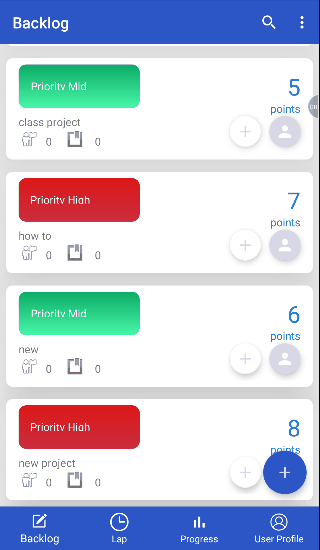 Backlog
Priority Mid
5
points
class project
0 0
Priority High
7
points
how to
0 0
Priority Mid
6
new
0 0
Priority High
8
points
new project
0 0
Backlog Lap Progress User Profile